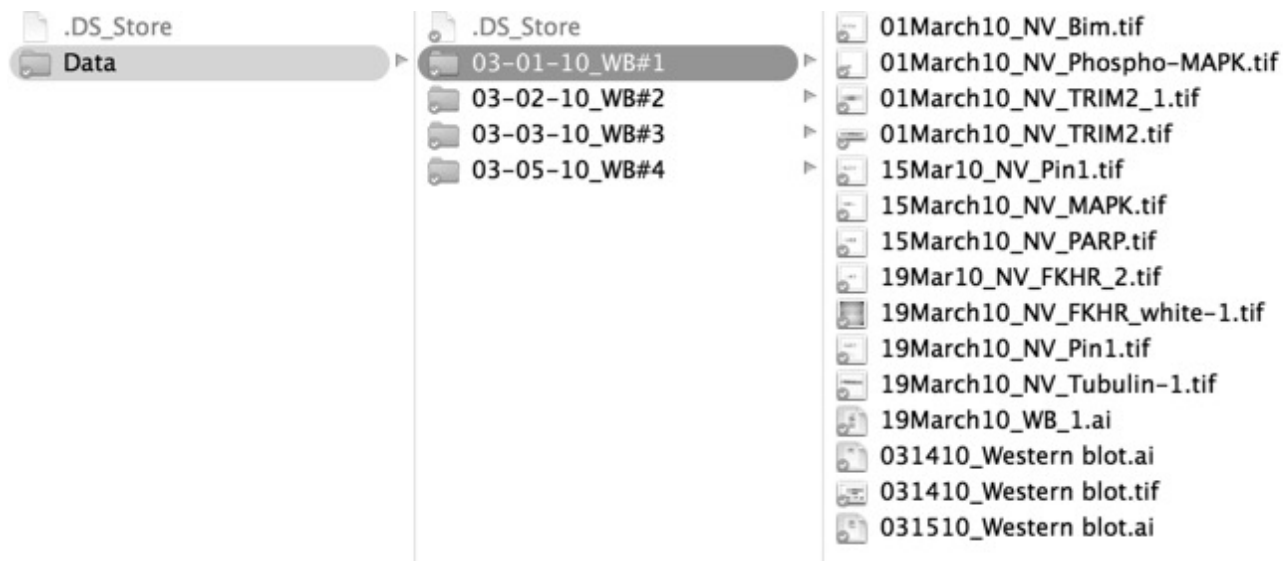 .DS_Store
Data
.DS_Store
03-01-10_WB#1
03-02-10_WB#2
03-03-10_WB#3
03-05-10_WB#4
01March10_NV_Bim.tif
01March10_NV_Phospho-MAPK.tif
01March10_NV_TRIM2_1.tif
01March10_NV_TRIM2.tif
15Mar10_NV_Pin1.tif
15March10_NV_MAPK.tif
15March10_NV_PARP.tif
19Mar10_NV_FKHR_2.tif
19March10_NV_FKHR_white-1.tif
19March10_NV_Pin1.tif
19March10_NV_Tubulin-1.tif
19March10_WB_1.ai
031410_Western blot.ai
031410_Western blot.tif
031510_Western blot.ai